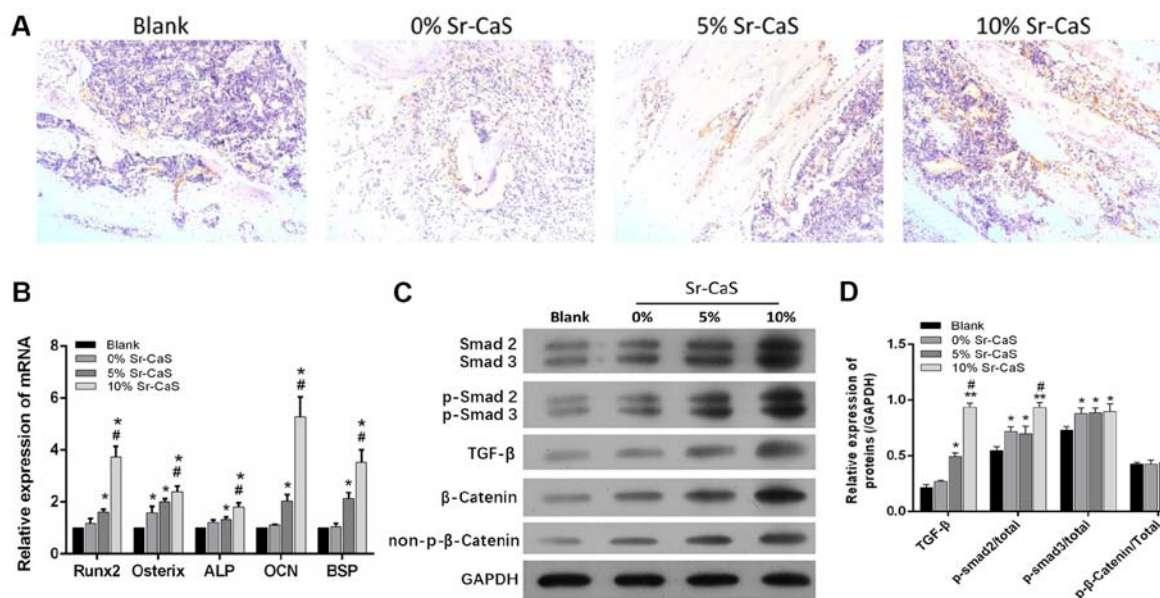 A
Blank
0% Sr-CaS
5% Sr-CaS
10% Sr-CaS
B
Relative expression of mRNA
8
6
4
2
0
Blank
0% Sr-CaS
5% Sr-CaS
10% Sr-CaS
*
*
#
*
*
*
#
*
*
#
*
*
#
*
*
#
Runx2
Osterix
ALP
OCN
BSP
C
Sr-CaS
Blank
0%
5%
10%
Smad 2
Smad 3
p-Smad 2
p-Smad 3
TGF-β
β-Catenin
non-p-β-Catenin
GAPDH
D
Relative expression of
proteins (/GAPDH)
1.5
1.0
0.5
0.0
Blank
0% Sr-CaS
5% Sr-CaS
10% Sr-CaS
*
#
**
*
*
#
**
*
*
*
TGF-β
p-smad2/total
p-smad3/total
p-β-Catenin/Total